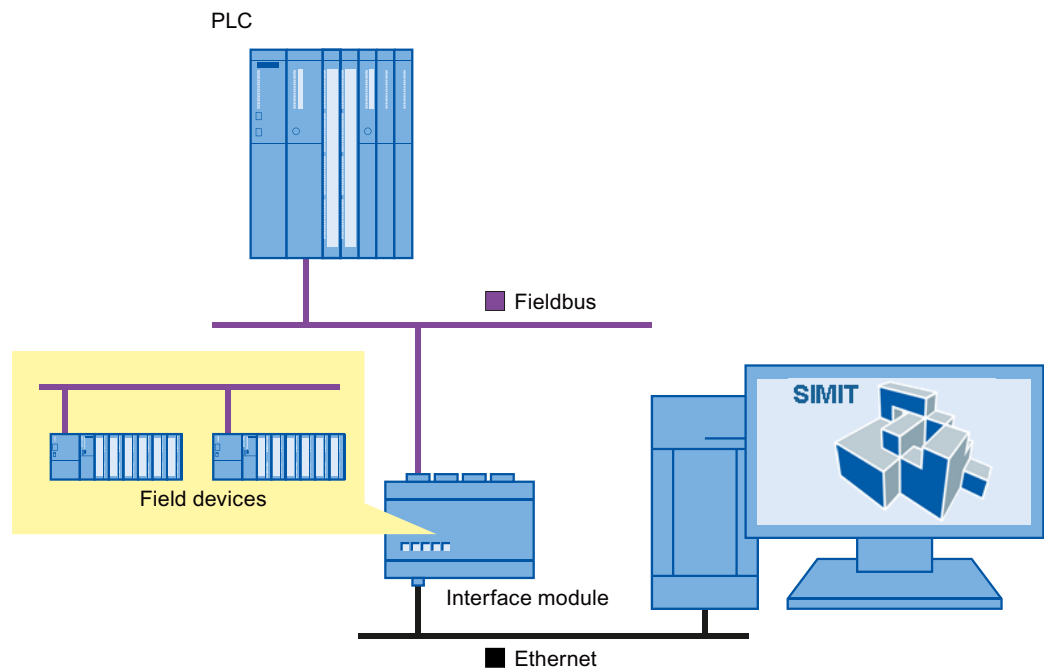 PLC
Fieldbus
SIMIT
Field devices
Interface module
Ethernet